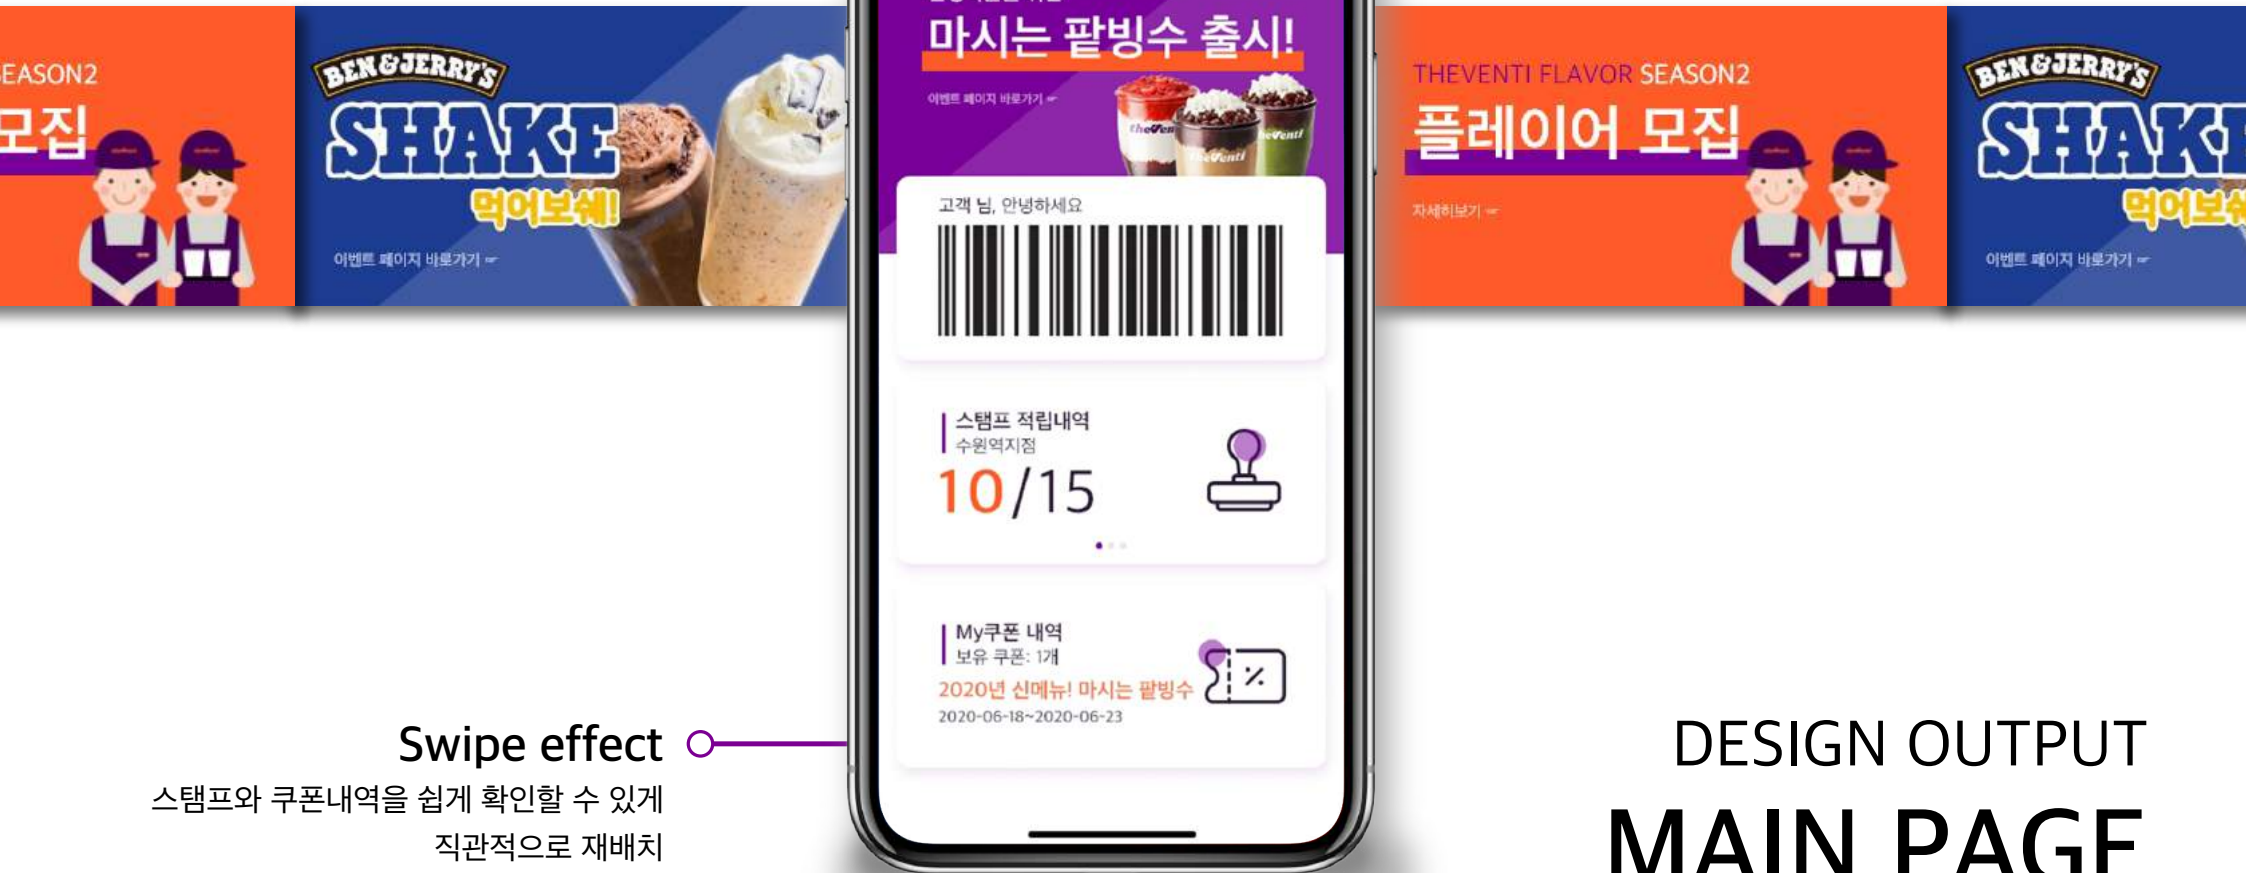 SEASON2
모집
BEN & JERRY'S
SHAKE
먹어보쉐!
이벤트 페이지 바로가기
마시는 팥빙수 출시!
이벤트 페이지 바로가기
theVenti
theVenti
고객 님, 안녕하세요
스탬프 적립내역
수원역지점
10/15
My쿠폰 내역
보유 쿠폰: 1개
2020년 신메뉴! 마시는 팥빙수
2020-06-18~2020-06-23
THEVENTI FLAVOR SEASON2
플레이어 모집
자세히보기
BEN & JERRY'S
SHAKE
먹어보쉐
이벤트 페이지 바로가기
Swipe effect
스탬프와 쿠폰내역을 쉽게 확인할 수 있게
직관적으로 재배치
DESIGN OUTPUT
MAIN PAGE